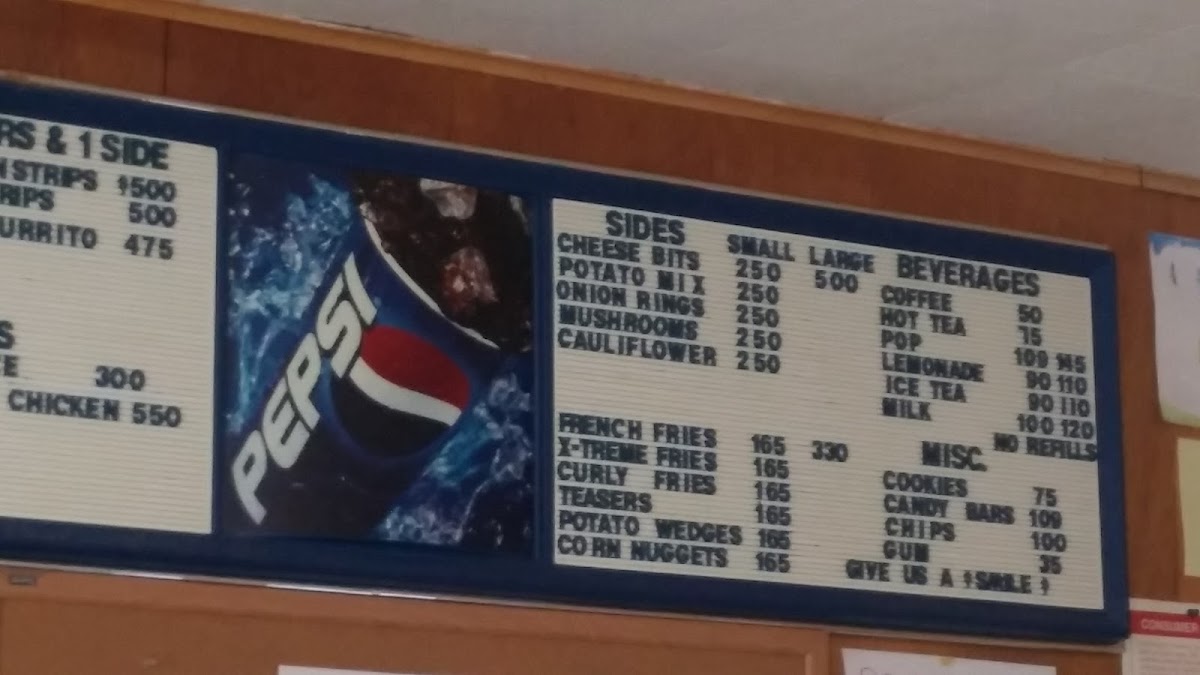 RS & 1 SIDE
STRIPS $500
RIPS 500
URRITO 475
S
E 300
CHICKEN 550
PEPSI
SIDES SMALL LARGE
CHEESE BITS 250 500
POTATO MIX 250
ONION RINGS 250
MUSHROOMS 250
CAULIFLOWER 250
FRENCH FRIES 165 330
X-TREME FRIES 165
CURLY FRIES 165
TEASERS 165
POTATO WEDGES 165
CORN NUGGETS 165
BEVERAGES
COFFEE 50
HOT TEA 75
POP 109 145
LEMONADE 90 110
ICE TEA 90 110
MILK 100 120
NO REFILLS
MISC.
COOKIES 75
CANDY BARS 109
CHIPS 100
GUM 35
GIVE US A $SMILE $
CONSUMER